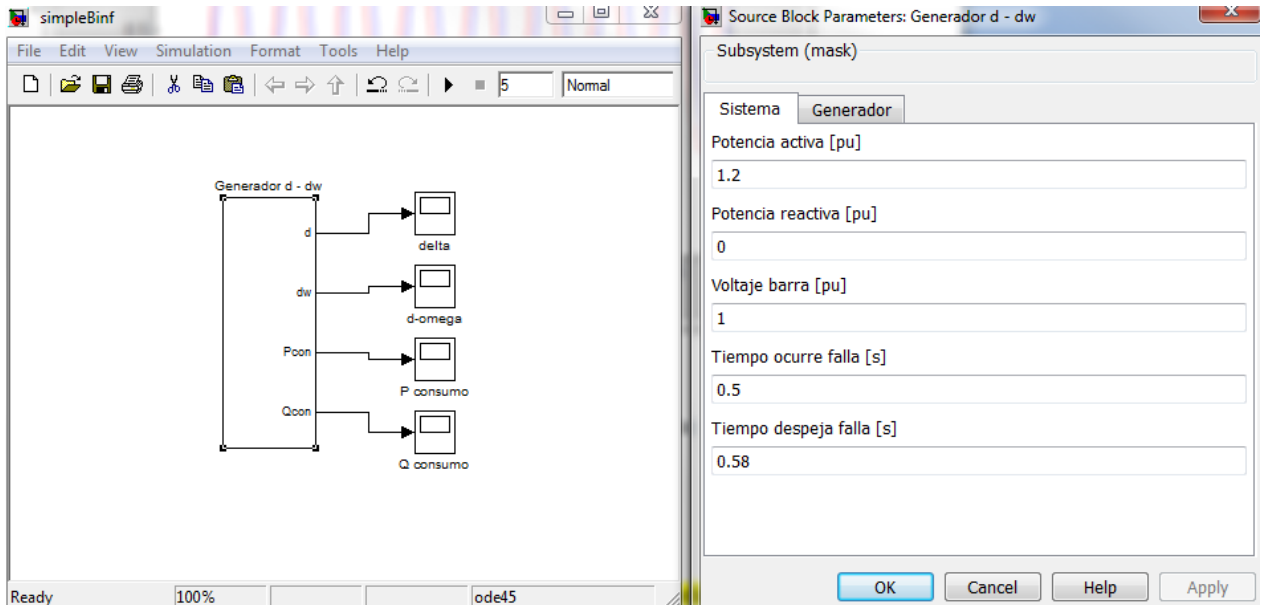 simpleBinf
File Edit View Simulation Format Tools Help
5 Normal
Generador d - dw
d
delta
dw
d-omega
Pcon
P consumo
Qcon
Q consumo
Ready 100% ode45
Source Block Parameters: Generador d - dw
Subsystem (mask)
Sistema Generador
Potencia activa [pu]
1.2
Potencia reactiva [pu]
0
Voltaje barra [pu]
1
Tiempo ocurre falla [s]
0.5
Tiempo despeja falla [s]
0.58
OK Cancel Help Apply